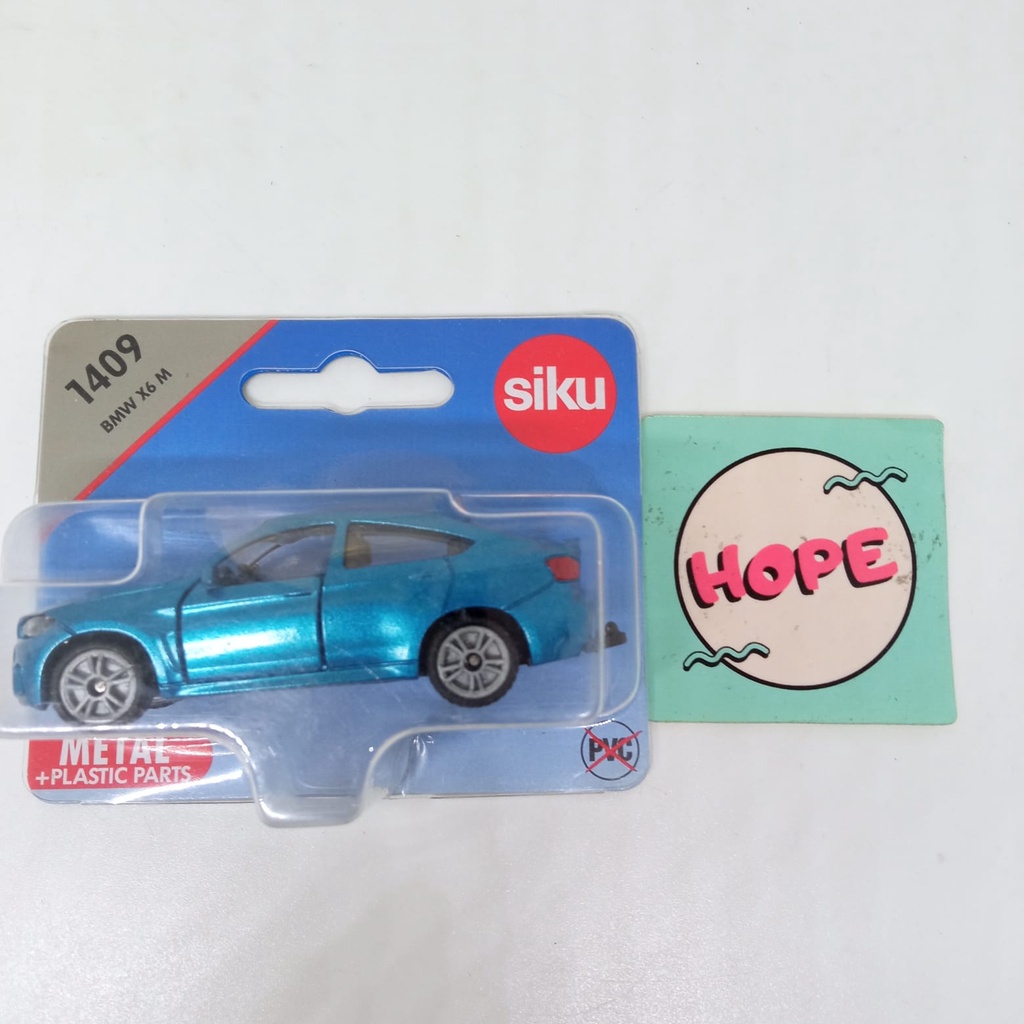 1409
BMW X6 M
siku
HOPE
METAL
+PLASTIC PARTS
PVC